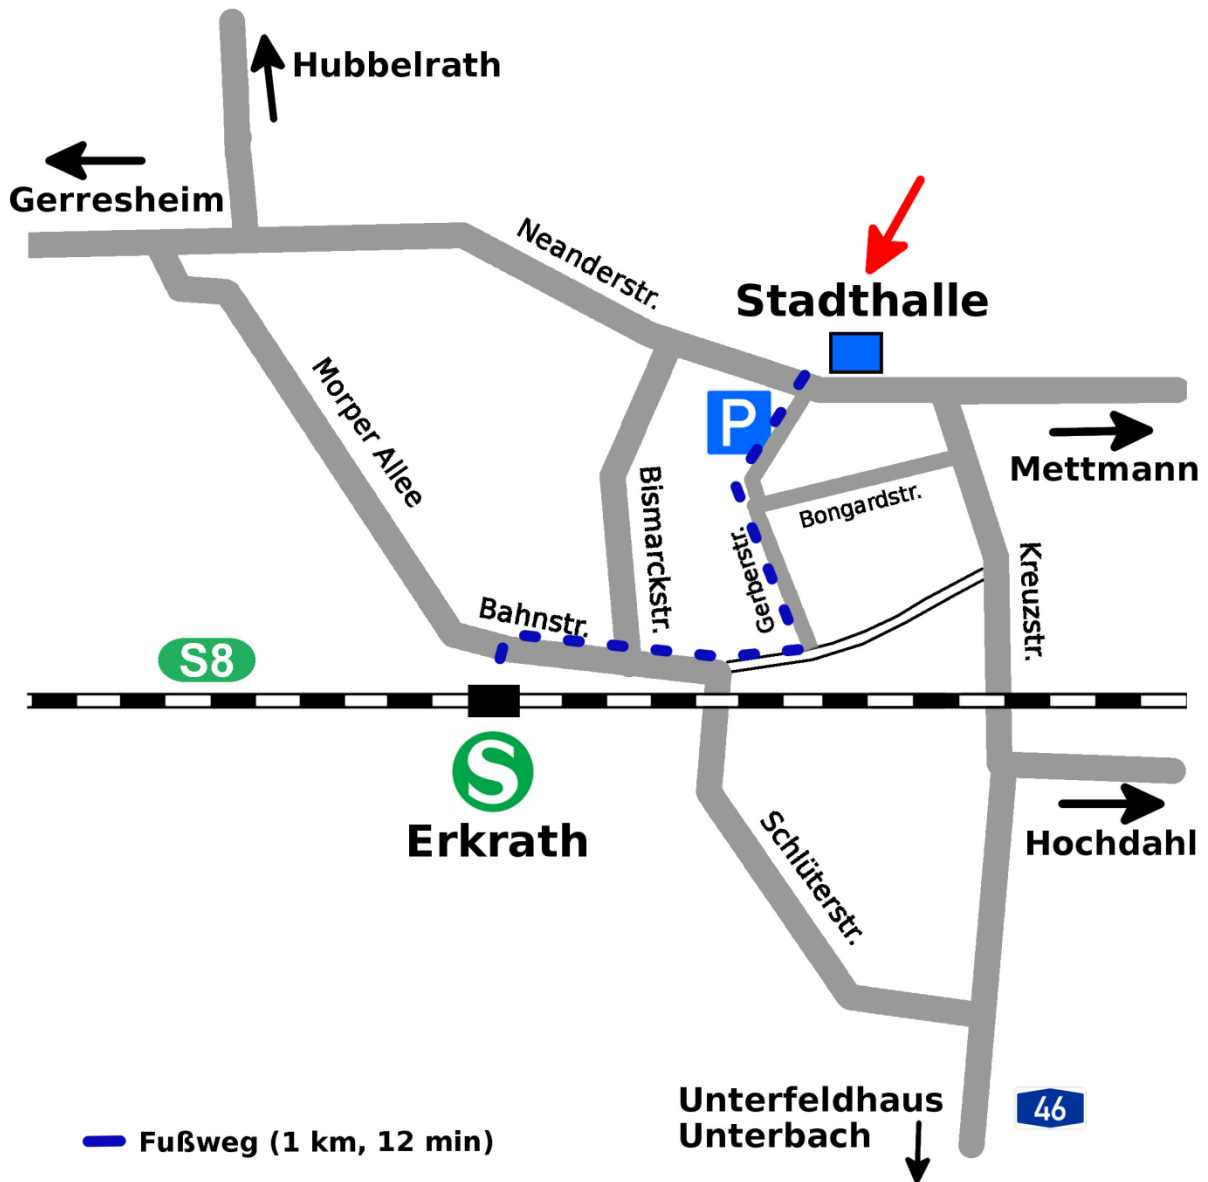 Hubbelrath
Gerresheim
Neanderstr.
Stadthalle
Morper Allee
P
Mettmann
Bismarckstr.
Bongardstr.
Gerberstr.
Kreuzstr.
Bahnstr.
S8
S
Erkrath
Schlüterstr.
Hochdahl
Unterfeldhaus
Unterbach
46
Fußweg (1 km, 12 min)